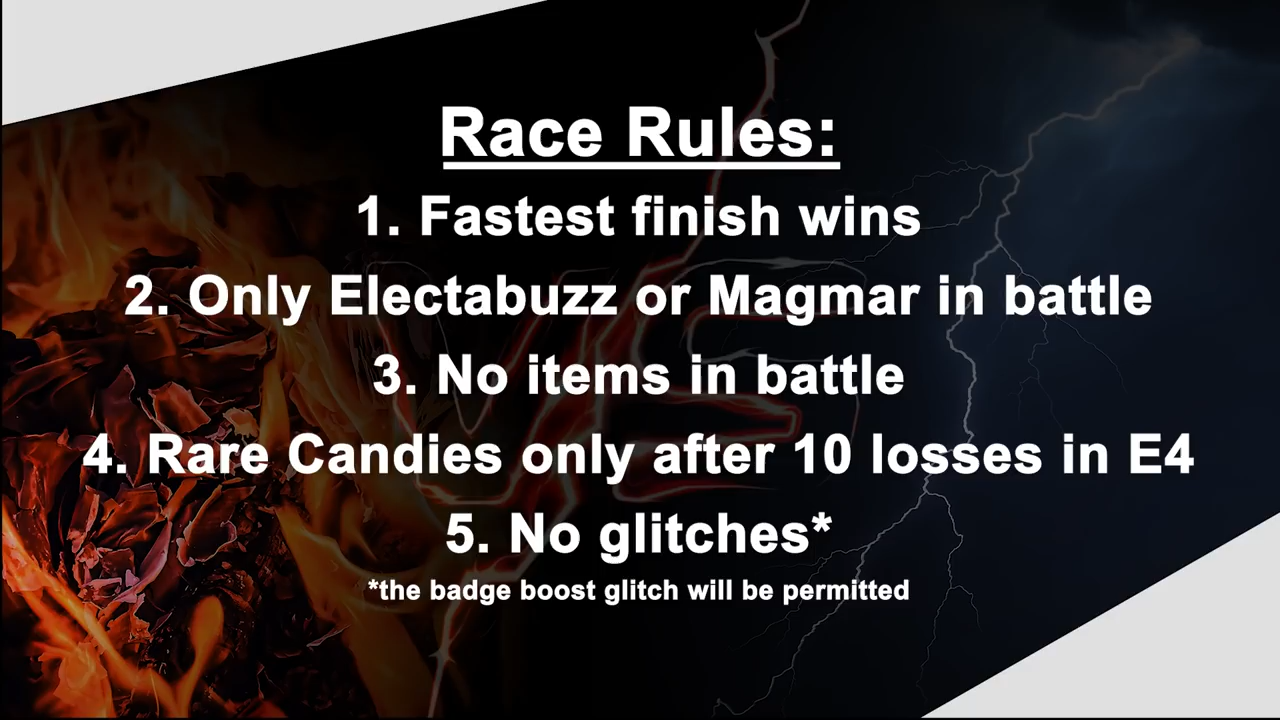 Race Rules:
1. Fastest finish wins
2. Only Electabuzz or Magmar in battle
3. No items in battle
4. Rare Candies only after 10 losses in E4
5. No glitches*
*the badge boost glitch will be permitted